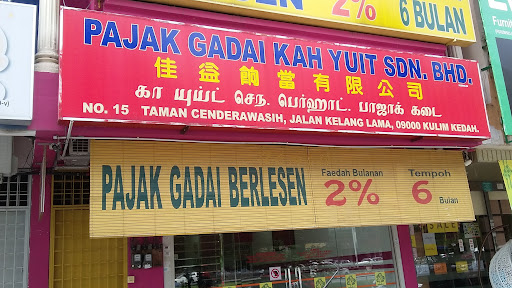 2% 6 BULAN
PAJAK GADAI KAH YUIT SDN. BHD.
佳益餉當有限公司
கா யுய்ட் சென. பெர்ஹாட். பாஜாக் கடை
NO. 15 TAMAN CENDERAWASIH, JALAN KELANG LAMA, 09000 KULIM KEDAH.
PAJAK GADAI BERLESEN
Faedah Bulanan
2%
Tempoh
6
Bulan